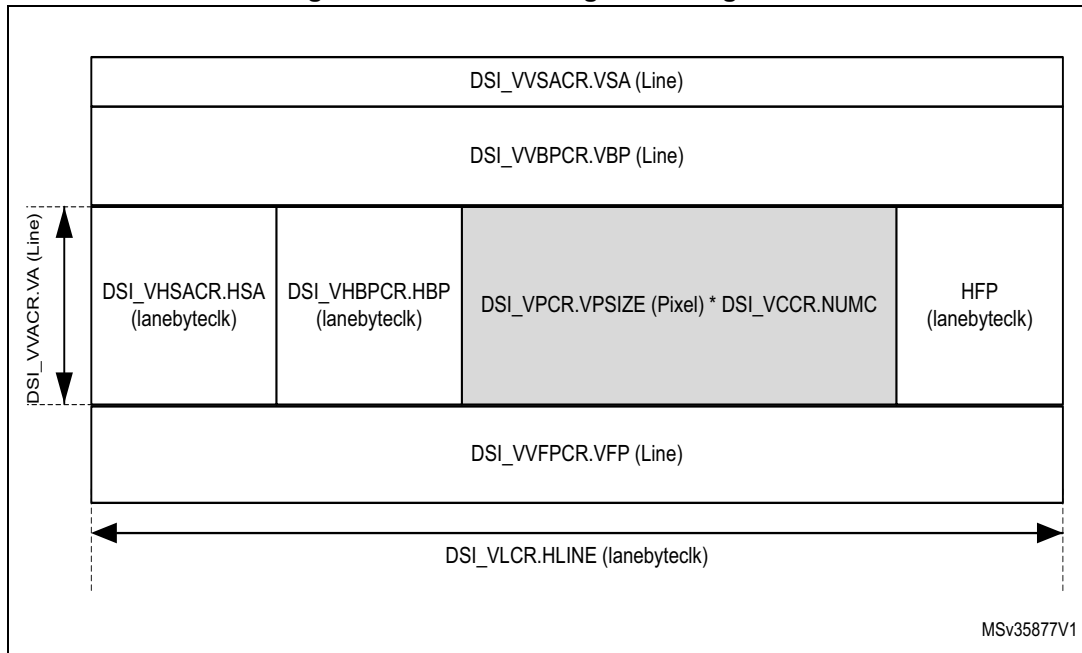 DSI_VVSACR.VSA (Line)
DSI_VVBPCR.VBP (Line)
DSI_VVACR.VA (Line)
DSI_VHSACR.HSA
(lanebyteclk)
DSI_VHBPCR.HBP
(lanebyteclk)
DSI_VPCR.VPSIZE (Pixel) * DSI_VCCR.NUMC
HFP
(lanebyteclk)
DSI_VVFPCR.VFP (Line)
DSI_VLCR.HLINE (lanebyteclk)
MSv35877V1